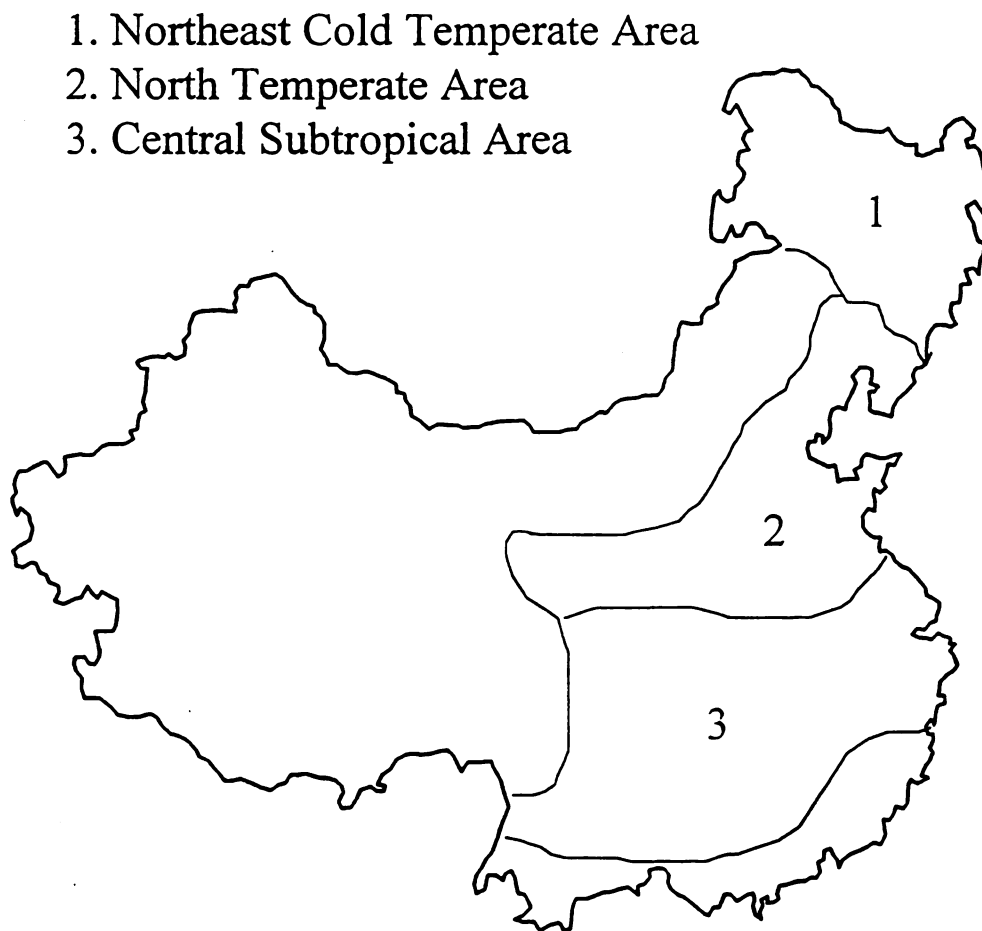 1. Northeast Cold Temperate Area
2. North Temperate Area
3. Central Subtropical Area
1
2
3